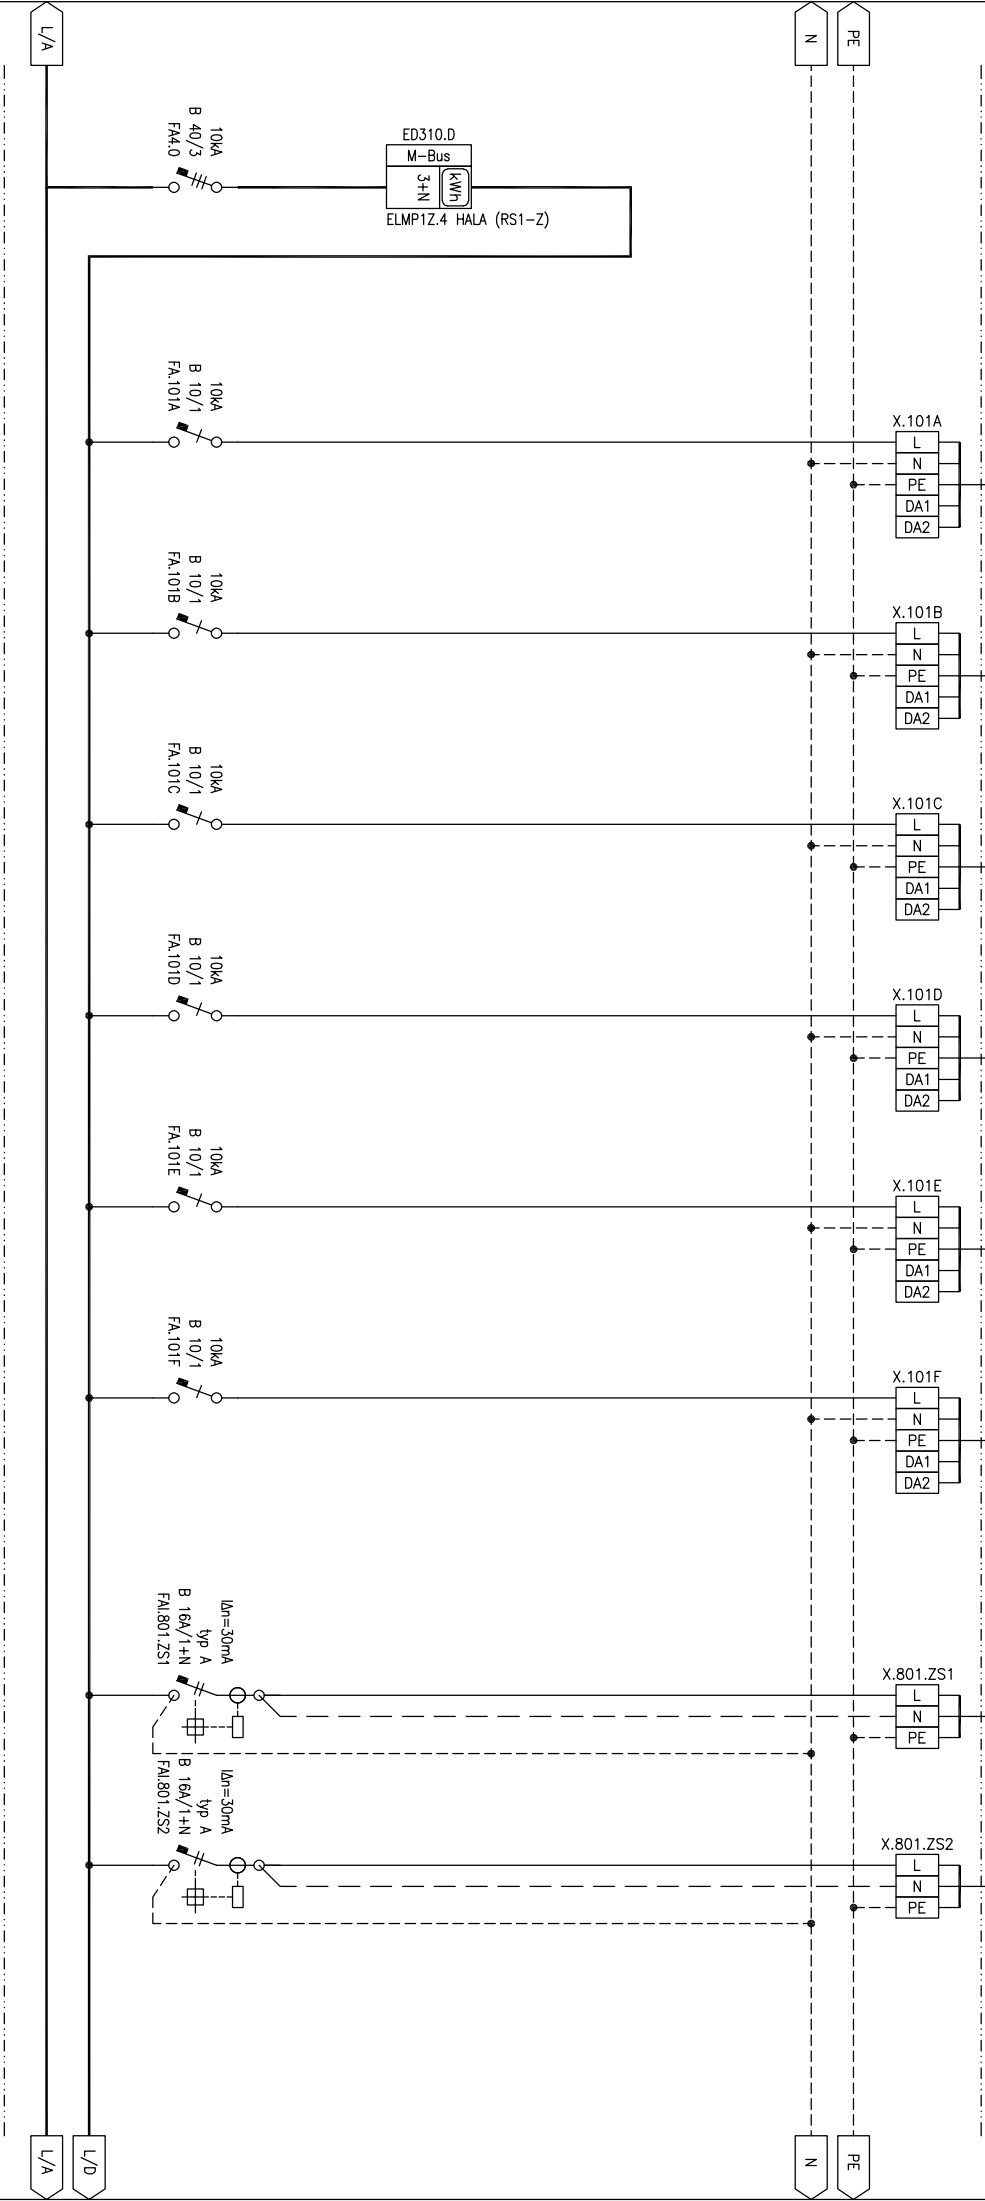 L/A
N
PE
10kA
B 40/3
FA4.0
ED310.D
M-Bus
kWh
3+N
ELMP1Z.4 HALA (RS1-Z)
10kA
B 10/1
FA.101A
X.101A
L
N
PE
DA1
DA2
10kA
B 10/1
FA.101B
X.101B
L
N
PE
DA1
DA2
10kA
B 10/1
FA.101C
X.101C
L
N
PE
DA1
DA2
10kA
B 10/1
FA.101D
X.101D
L
N
PE
DA1
DA2
10kA
B 10/1
FA.101E
X.101E
L
N
PE
DA1
DA2
10kA
B 10/1
FA.101F
X.101F
L
N
PE
DA1
DA2
IΔn=30mA
typ A
B 16A/1+N
FAI.801.ZS1
X.801.ZS1
L
N
PE
IΔn=30mA
typ A
B 16A/1+N
FAI.801.ZS2
X.801.ZS2
L
N
PE
L/A
L/D
N
PE